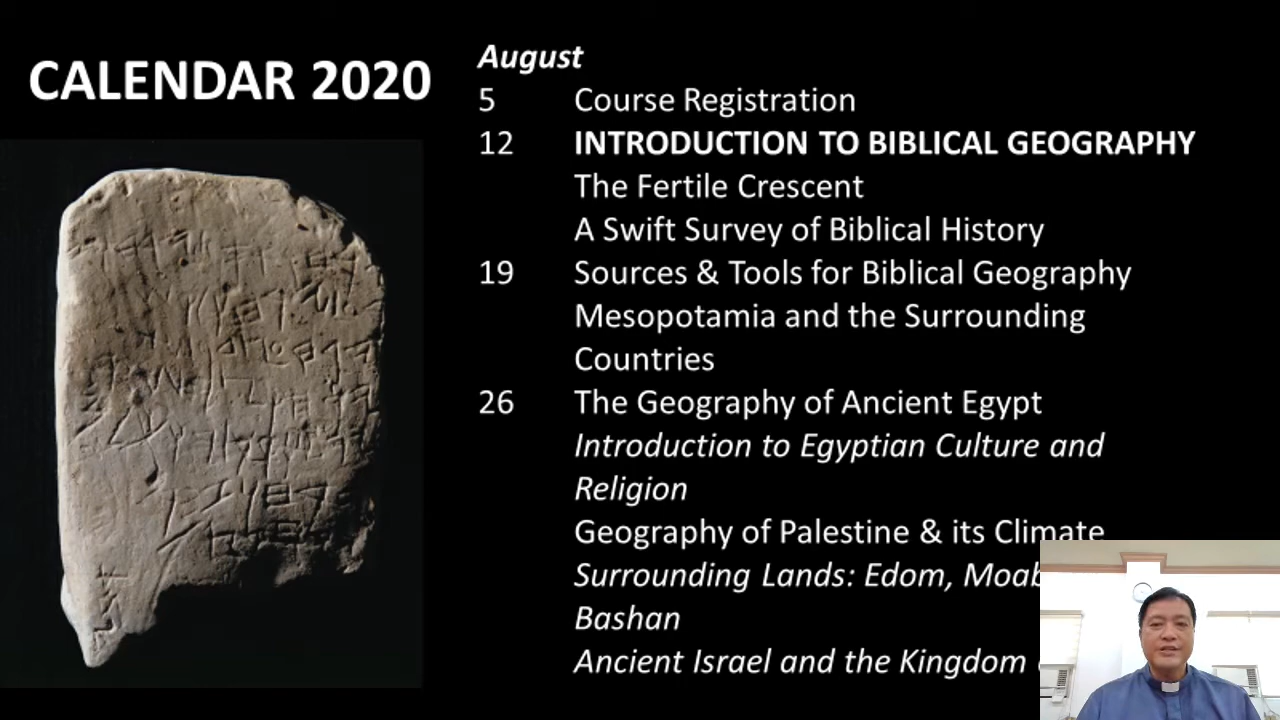 CALENDAR 2020
August
5 Course Registration
12 INTRODUCTION TO BIBLICAL GEOGRAPHY
The Fertile Crescent
A Swift Survey of Biblical History
19 Sources & Tools for Biblical Geography
Mesopotamia and the Surrounding
Countries
26 The Geography of Ancient Egypt
Introduction to Egyptian Culture and
Religion
Geography of Palestine & its Climate
Surrounding Lands: Edom, Moab
Bashan
Ancient Israel and the Kingdom